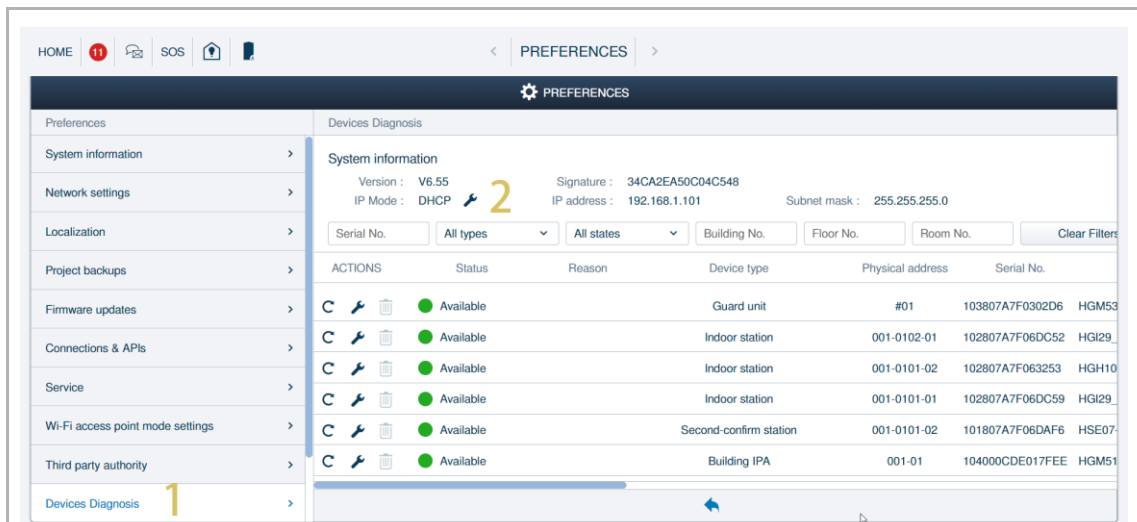 HOME 11 SOS PREFERENCES
PREFERENCES
Preferences
System information
Network settings
Localization
Project backups
Firmware updates
Connections & APIs
Service
Wi-Fi access point mode settings
Third party authority
Devices Diagnosis 1
Devices Diagnosis
System information
Version : V6.55 Signature : 34CA2EA50C04C548
IP Mode : DHCP 2 IP address : 192.168.1.101 Subnet mask : 255.255.255.0
Serial No. All types All states Building No. Floor No. Room No. Clear Filters
ACTIONS Status Reason Device type Physical address Serial No.
Available Guard unit #01 103807A7F0302D6 HGM53
Available Indoor station 001-0102-01 102807A7F06DC52 HGI29_
Available Indoor station 001-0101-02 102807A7F063253 HGH10
Available Indoor station 001-0101-01 102807A7F06DC59 HGI29_
Available Second-confirm station 001-0101-02 101807A7F06DAF6 HSE07-
Available Building IPA 001-01 104000CDE017FEE HGM51